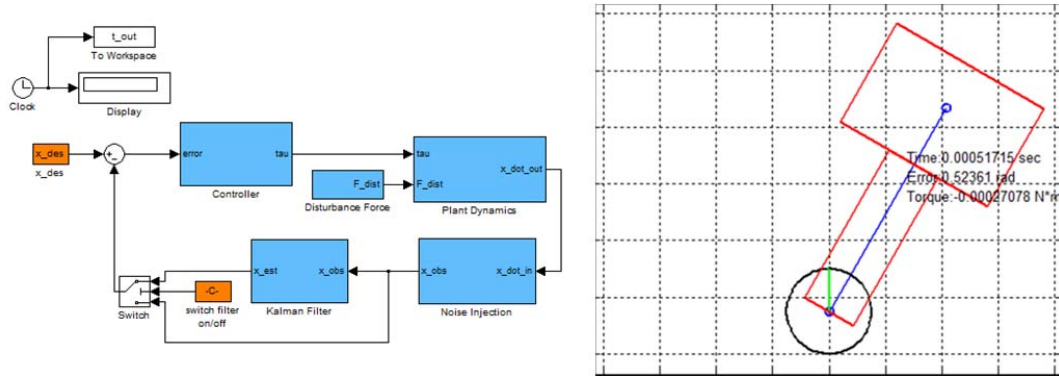 t_out
To Workspace
Clock
Display
x_des
x_des
+
-
error
tau
Controller
F_dist
Disturbance Force
tau
F_dist
x_dot_out
Plant Dynamics
x_est
x_obs
Kalman Filter
x_obs
x_dot_in
Noise Injection
Switch
-C-
switch filter
on/off
Time:0.00051715 sec
Error:0.52361 rad
Torque:-0.00027078 N*m